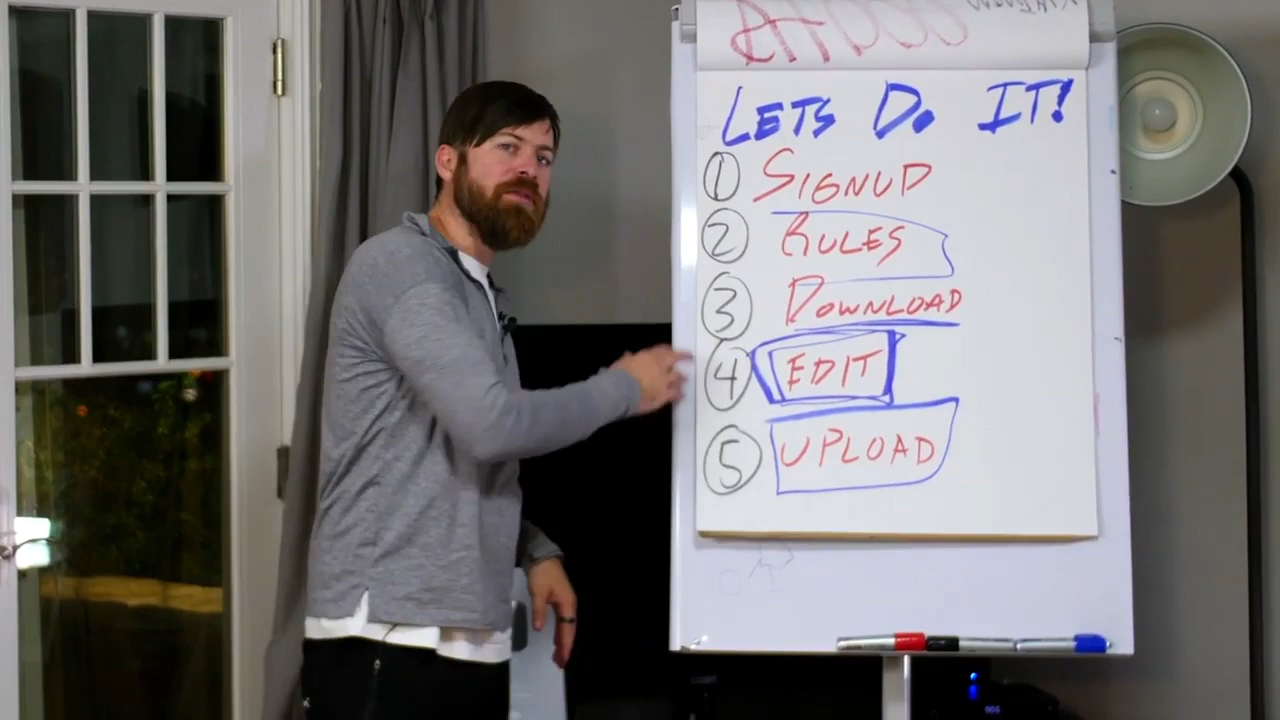 LETS DO IT!
1 SIGNUP
2 RULES
3 DOWNLOAD
4 EDIT
5 UPLOAD